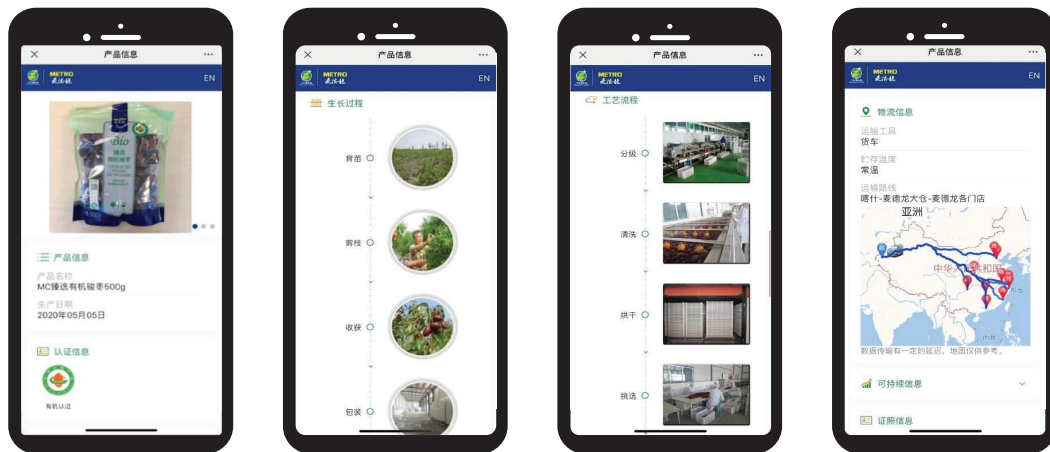 产品信息
METRO
麦德龙
EN
Bio
臻选
有机骏枣
产品信息
产品名称
MC臻选有机骏枣500g
生产日期
2020年05月05日
认证信息
有机认证
产品信息
METRO
麦德龙
EN
生长过程
育苗
剪枝
收获
包装
产品信息
METRO
麦德龙
EN
工艺流程
分级
清洗
烘干
挑选
产品信息
METRO
麦德龙
EN
物流信息
运输工具
货车
贮存温度
常温
运输路线
喀什-麦德龙大仓-麦德龙各门店
亚洲
中华人民共和国
数据传输有一定的延迟，地图仅供参考。
可持续信息
证照信息